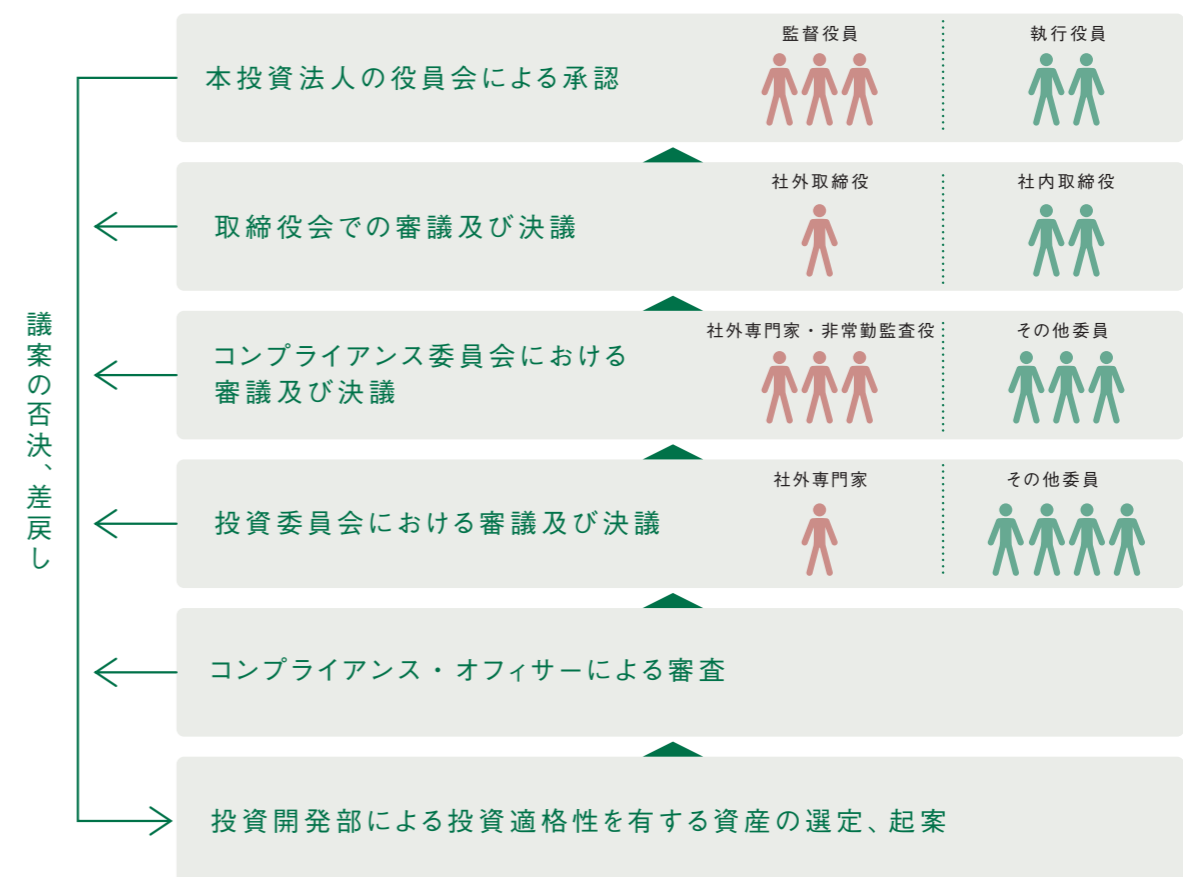 監督役員
執行役員
本投資法人の役員会による承認
社外取締役
社内取締役
取締役会での審議及び決議
社外専門家・非常勤監査役
その他委員
コンプライアンス委員会における
審議及び決議
社外専門家
その他委員
投資委員会における審議及び決議
コンプライアンス・オフィサーによる審査
投資開発部による投資適格性を有する資産の選定、起案
議案の否決、差戻し